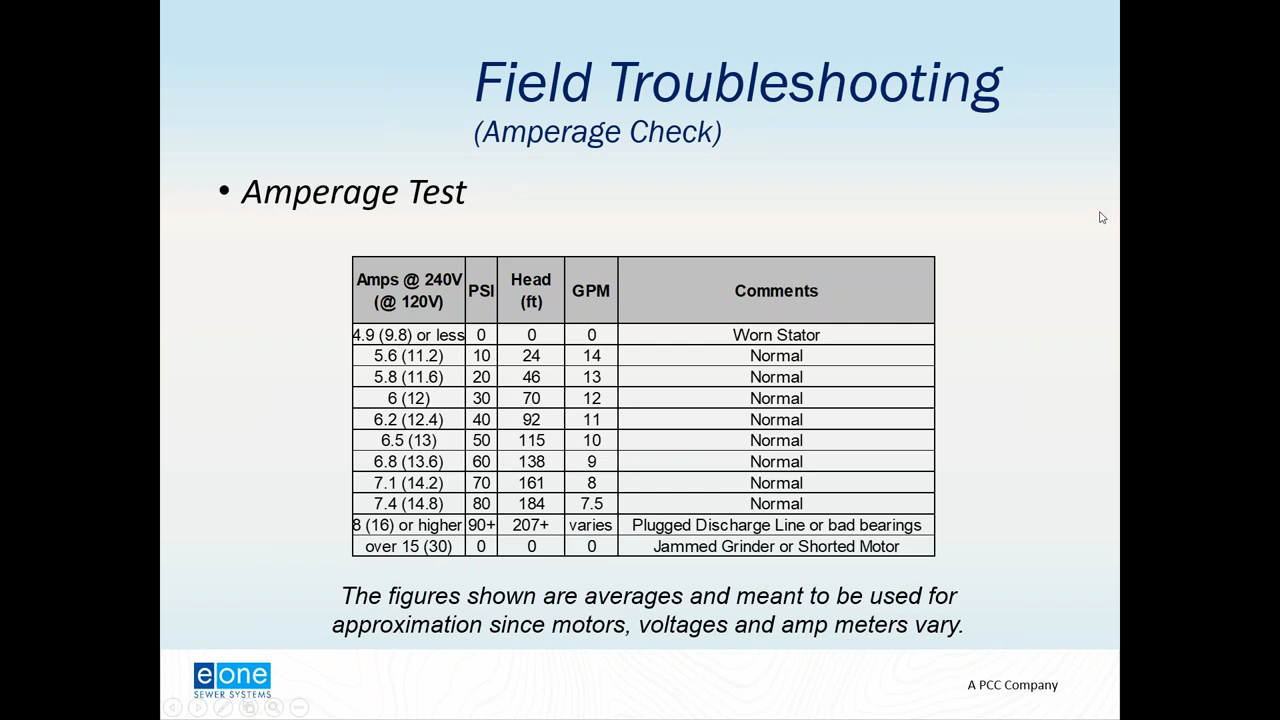 Field Troubleshooting
(Amperage Check)
• Amperage Test
Amps @ 240V (@ 120V) PSI Head (ft) GPM Comments
4.9 (9.8) or less 0 0 0 Worn Stator
5.6 (11.2) 10 24 14 Normal
5.8 (11.6) 20 46 13 Normal
6 (12) 30 70 12 Normal
6.2 (12.4) 40 92 11 Normal
6.5 (13) 50 115 10 Normal
6.8 (13.6) 60 138 9 Normal
7.1 (14.2) 70 161 8 Normal
7.4 (14.8) 80 184 7.5 Normal
8 (16) or higher 90+ 207+ varies Plugged Discharge Line or bad bearings
over 15 (30) 0 0 0 Jammed Grinder or Shorted Motor
The figures shown are averages and meant to be used for
approximation since motors, voltages and amp meters vary.
eone
SEWER SYSTEMS
A PCC Company